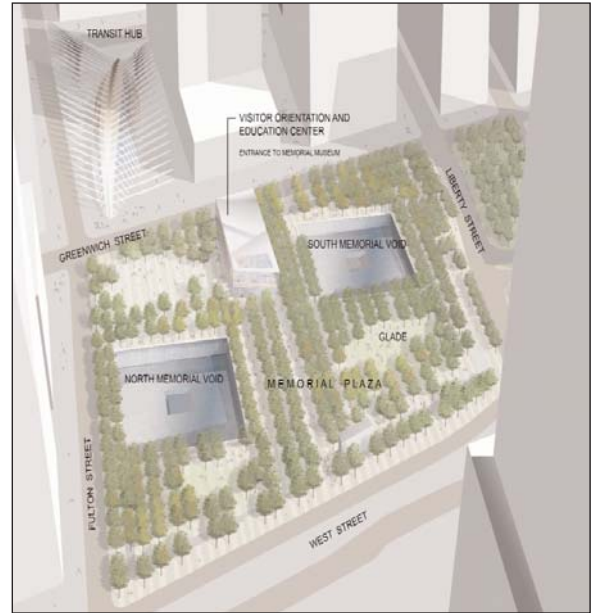 TRANSIT HUB
VISITOR ORIENTATION AND
EDUCATION CENTER
ENTRANCE TO MEMORIAL MUSEUM
LIBERTY STREET
GREENWICH STREET
SOUTH MEMORIAL VOID
GLADE
NORTH MEMORIAL VOID
MEMORIAL PLAZA
FULTON STREET
WEST STREET